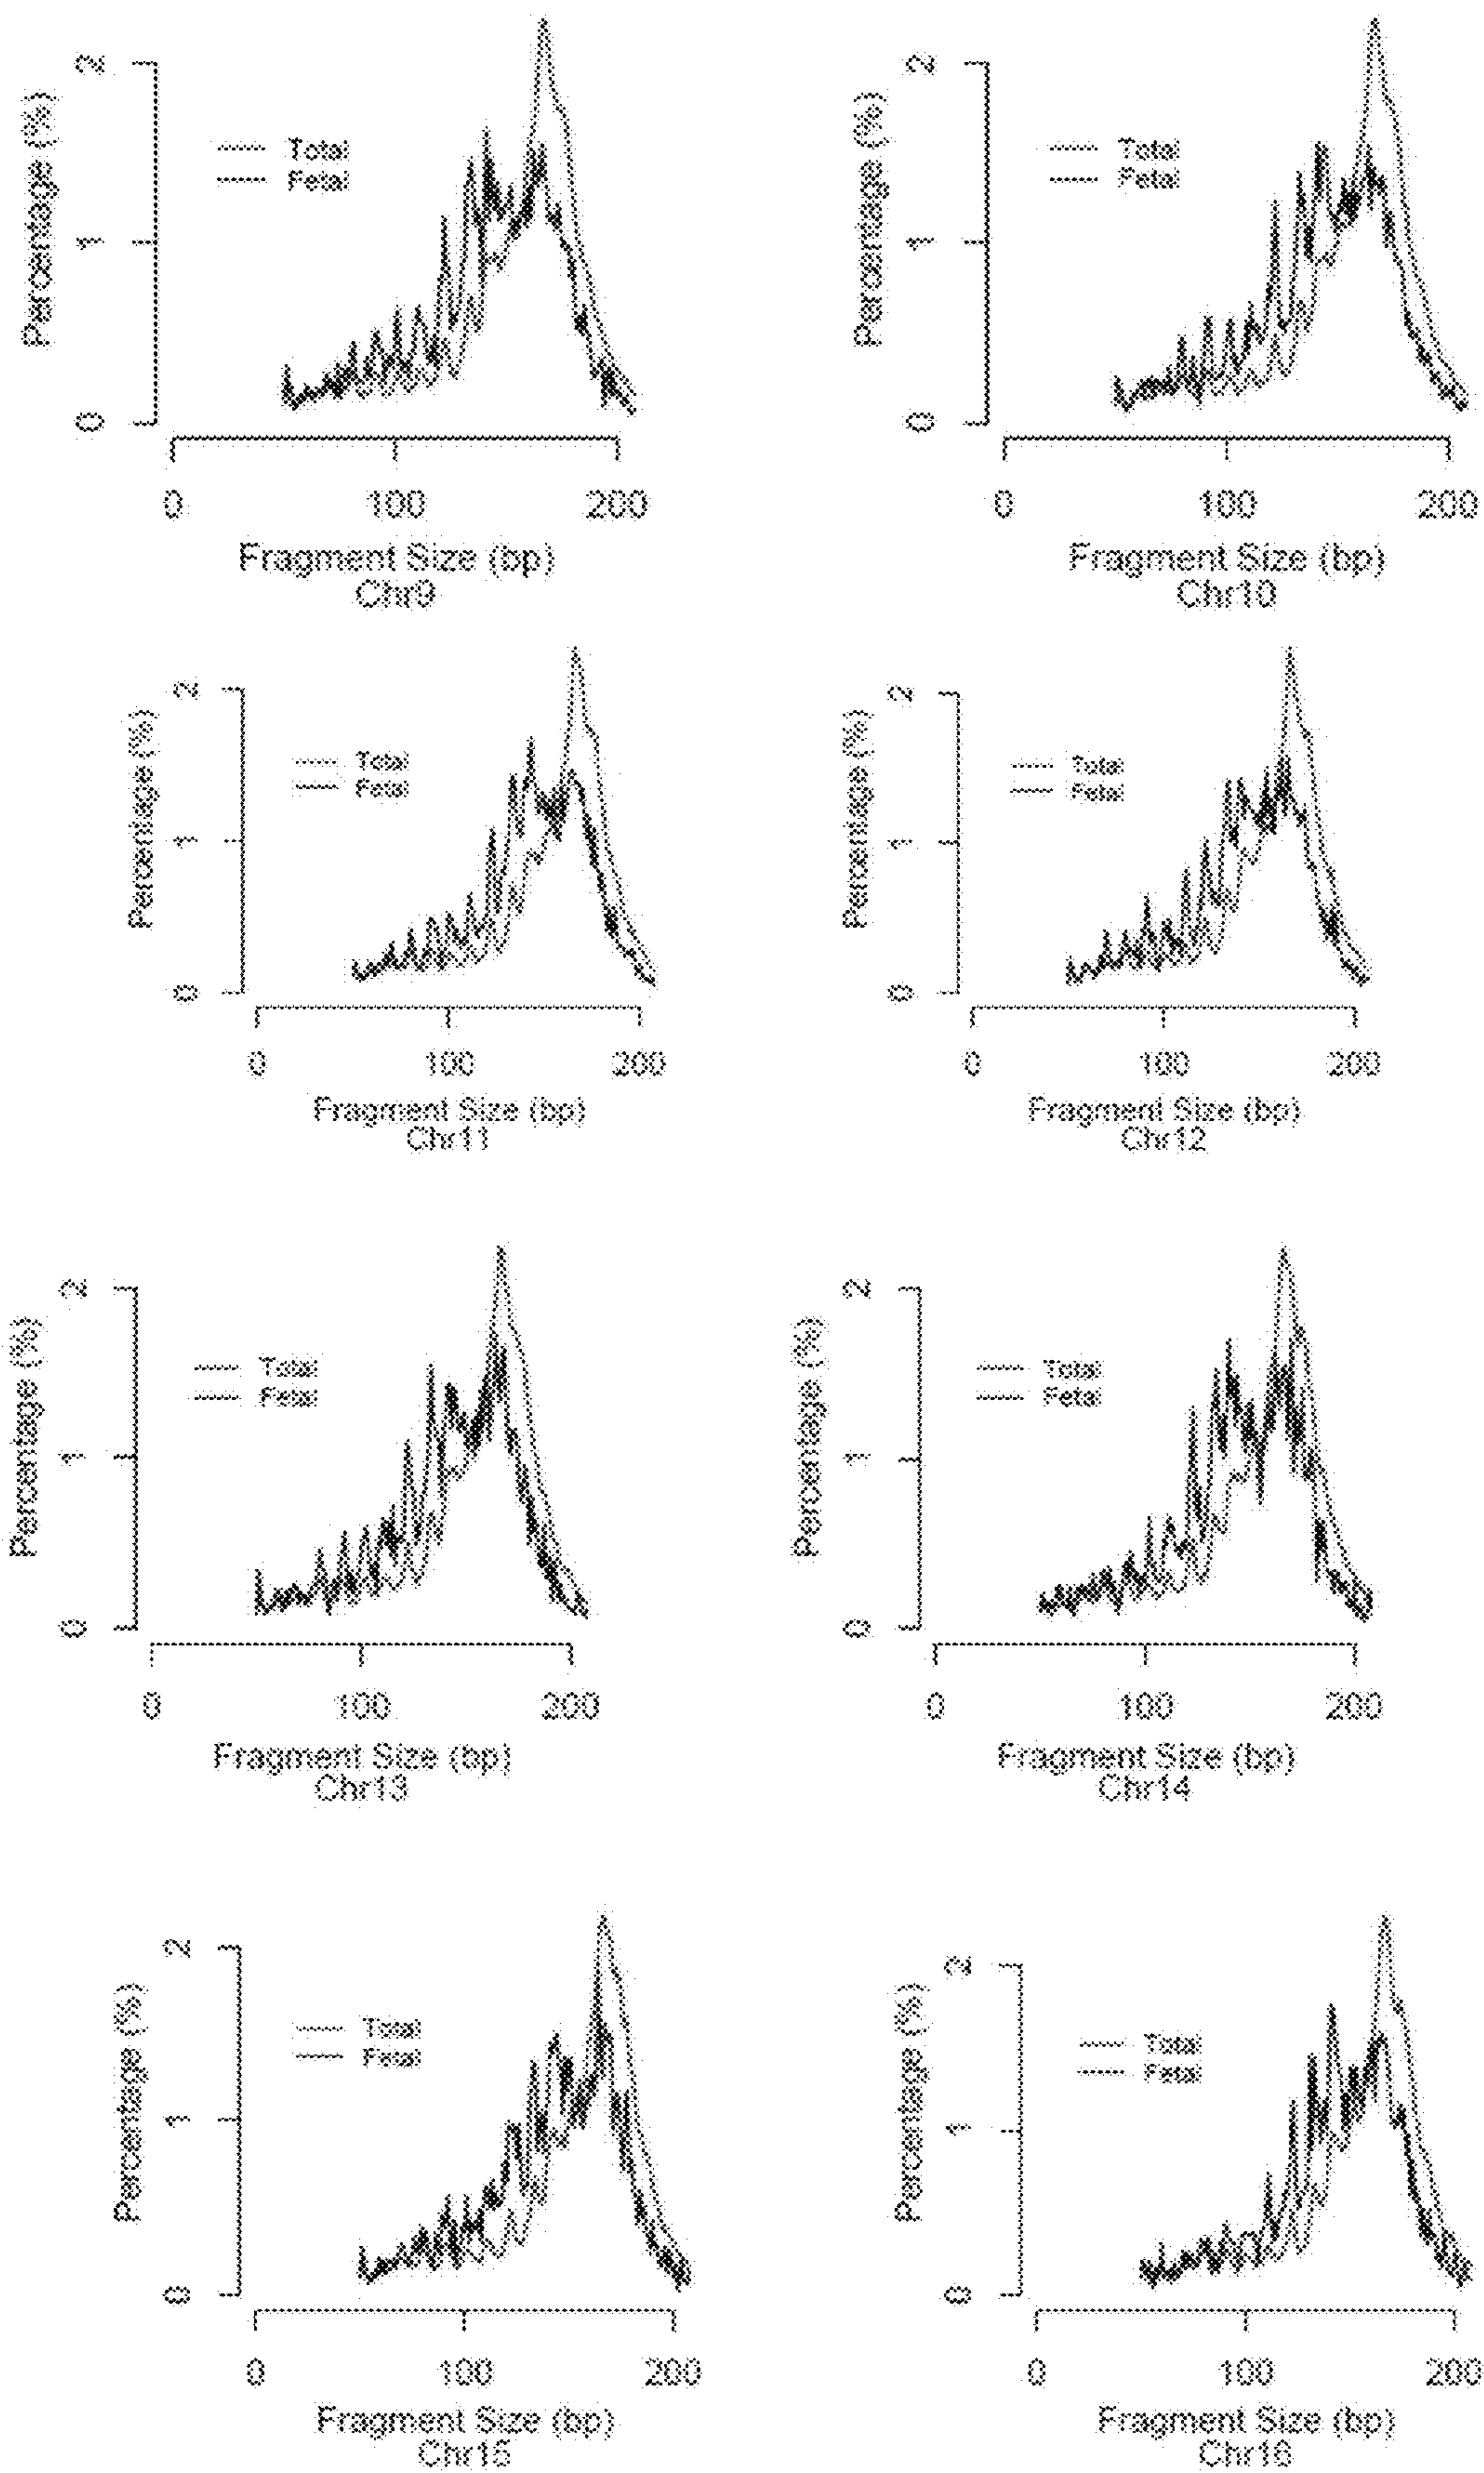 Percentage (%)
2
1
0
Total
Fetal
0 100 200
Fragment Size (bp)
Chr9
Percentage (%)
2
1
0
Total
Fetal
0 100 200
Fragment Size (bp)
Chr10
Percentage (%)
2
1
0
Total
Fetal
0 100 200
Fragment Size (bp)
Chr11
Percentage (%)
2
1
0
Total
Fetal
0 100 200
Fragment Size (bp)
Chr12
Percentage (%)
2
1
0
Total
Fetal
0 100 200
Fragment Size (bp)
Chr13
Percentage (%)
2
1
0
Total
Fetal
0 100 200
Fragment Size (bp)
Chr14
Percentage (%)
2
1
0
Total
Fetal
0 100 200
Fragment Size (bp)
Chr15
Percentage (%)
2
1
0
Total
Fetal
0 100 200
Fragment Size (bp)
Chr16